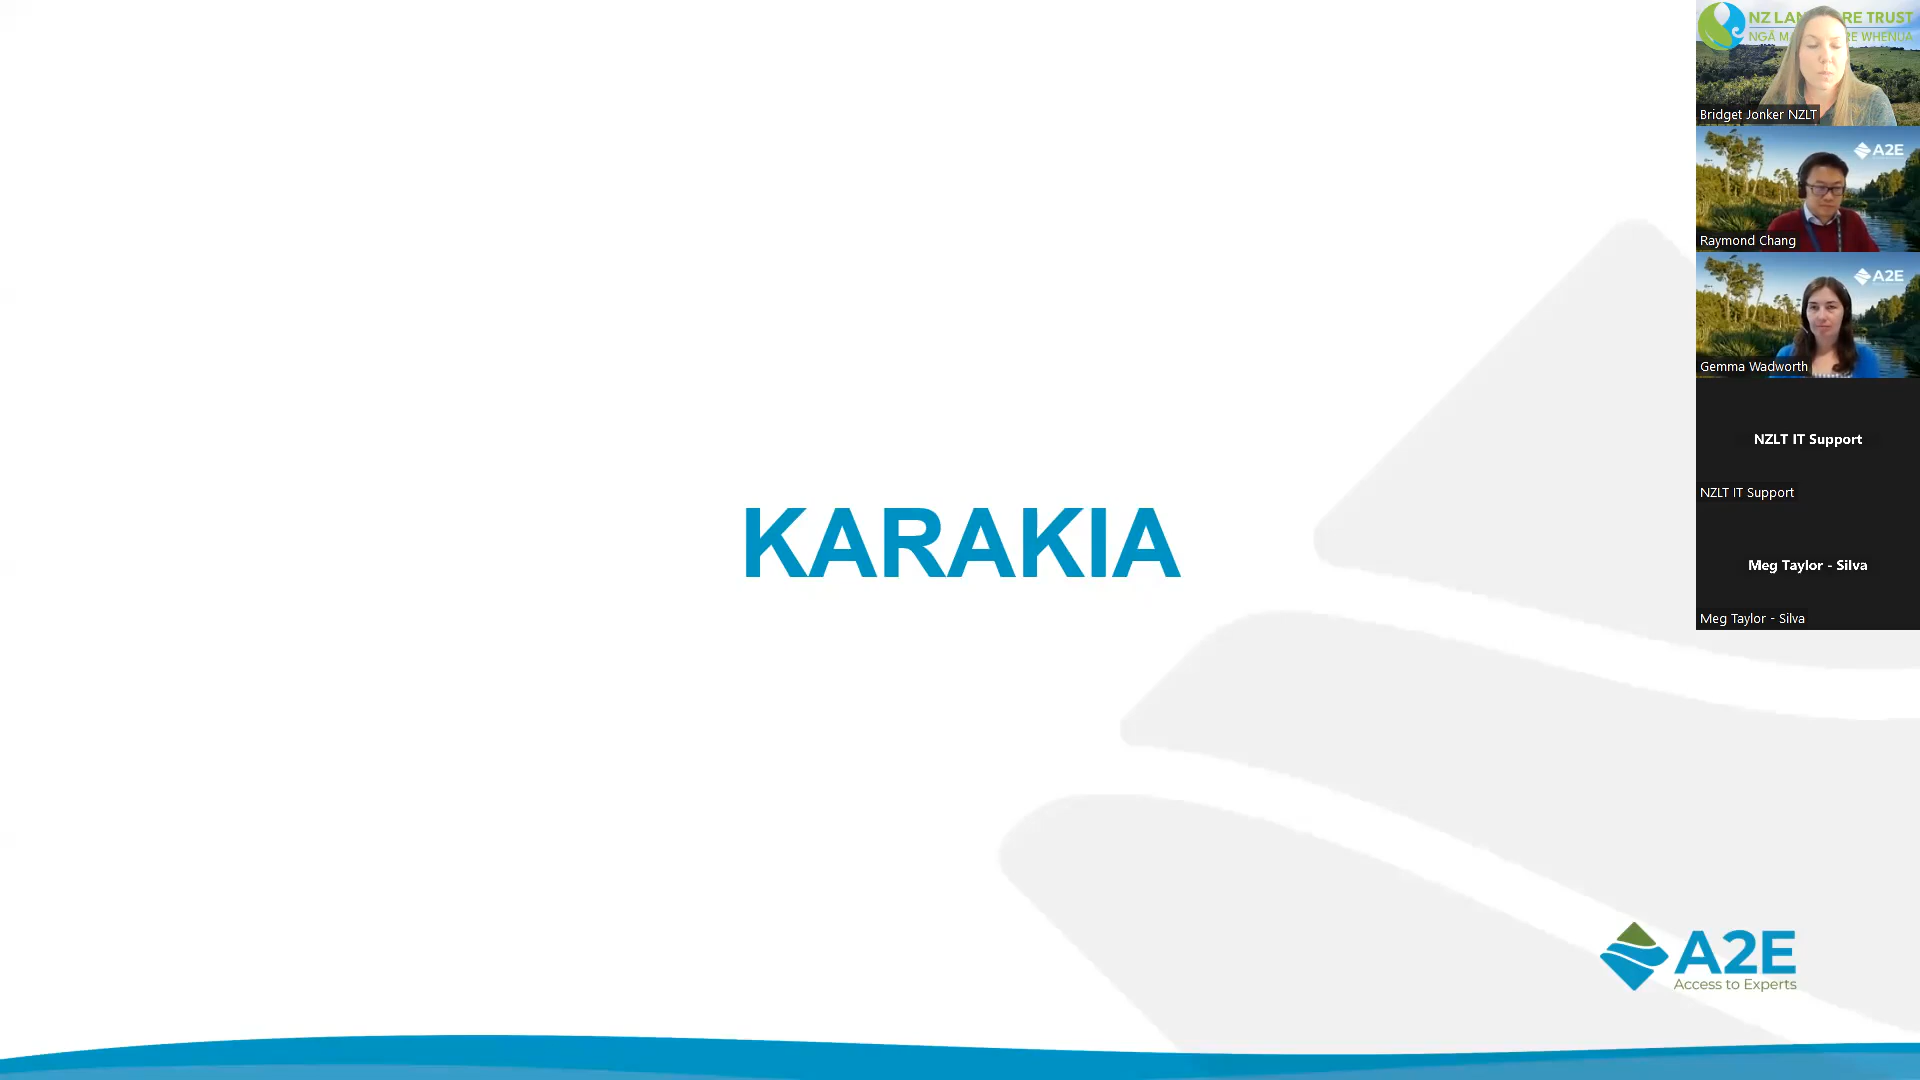 KARAKIA
A2E
Access to Experts
NZ LAN RE TRUST
NGĀ M RE WHENUA
Bridget Jonker NZLT
A2E
Raymond Chang
A2E
Gemma Wadworth
NZLT IT Support
NZLT IT Support
Meg Taylor - Silva
Meg Taylor - Silva